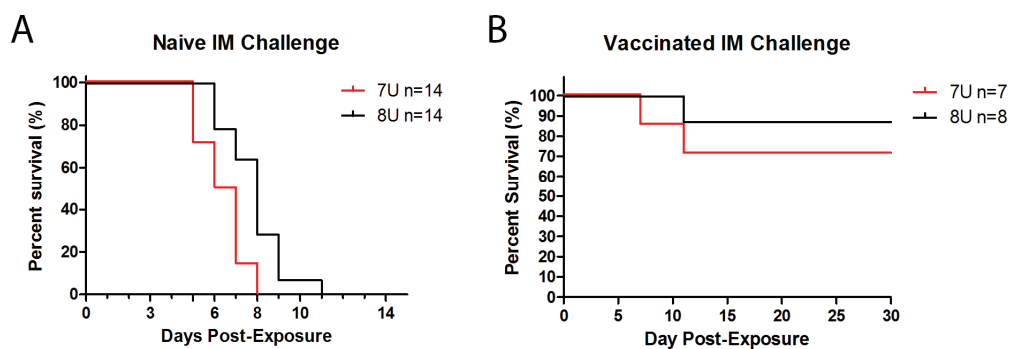 A
Naive IM Challenge
Percent survival (%)
100
80
60
40
20
0
0
3
6
8
10
14
Days Post-Exposure
7U n=14
8U n=14
B
Vaccinated IM Challenge
Percent Survival (%)
100
90
80
70
60
50
40
30
20
10
0
0
5
10
15
20
25
30
Day Post-Exposure
7U n=7
8U n=8